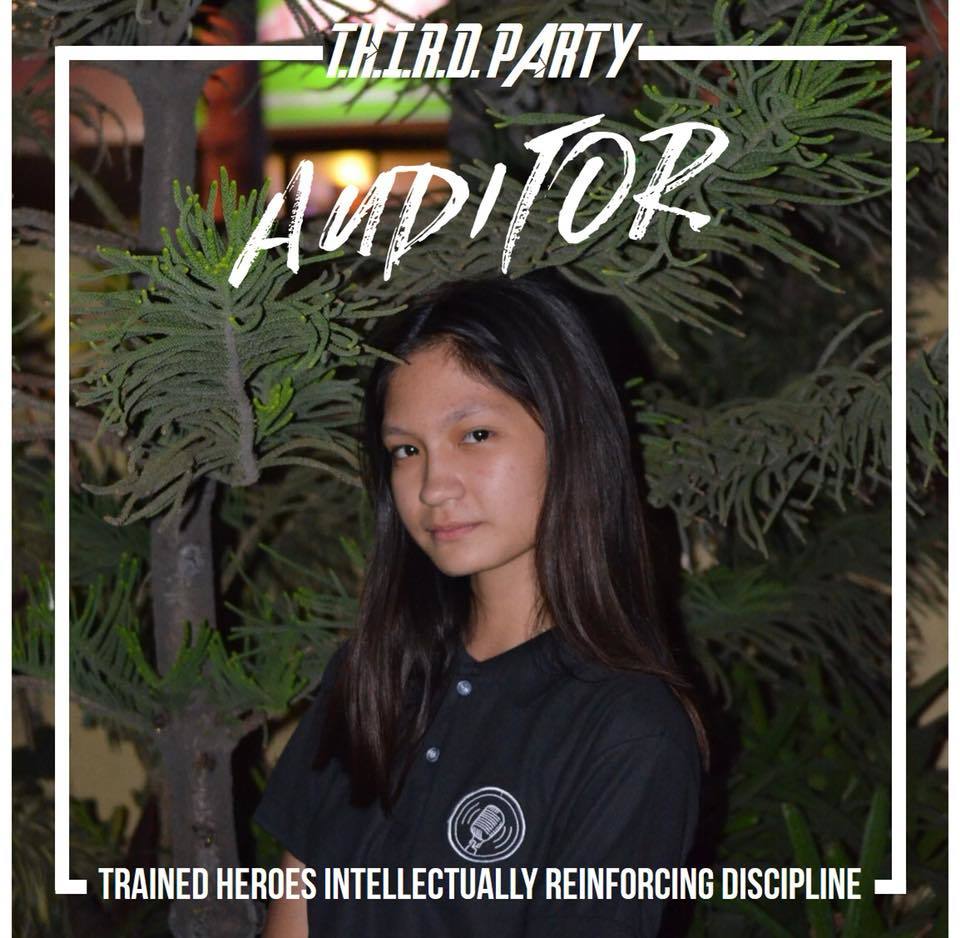 T.H.I.R.D. PARTY
AUDITOR
TRAINED HEROES INTELLECTUALLY REINFORCING DISCIPLINE